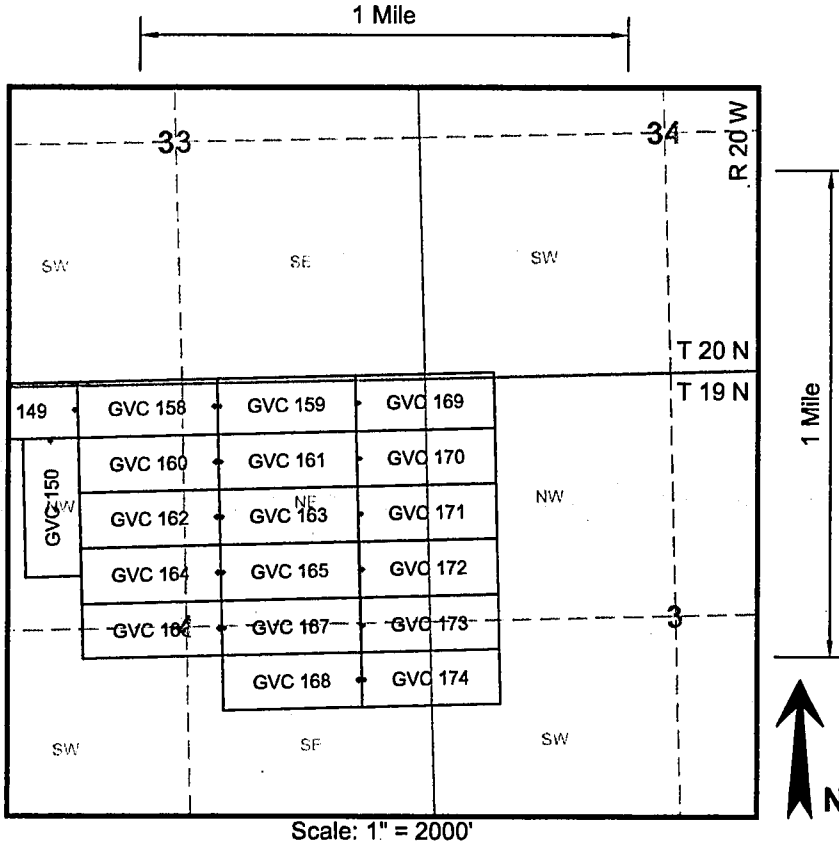 1 Mile
33
34
R 20 W
SW
SE
SW
T 20 N
T 19 N
1 Mile
149
GVC 158
GVC 159
GVC 169
GVC 150
NW
GVC 160
GVC 161
GVC 170
NE
NW
GVC 162
GVC 163
GVC 171
GVC 164
GVC 165
GVC 172
GVC 166
4
GVC 167
GVC 173
3
GVC 168
GVC 174
SW
SE
SW
N
Scale: 1" = 2000'